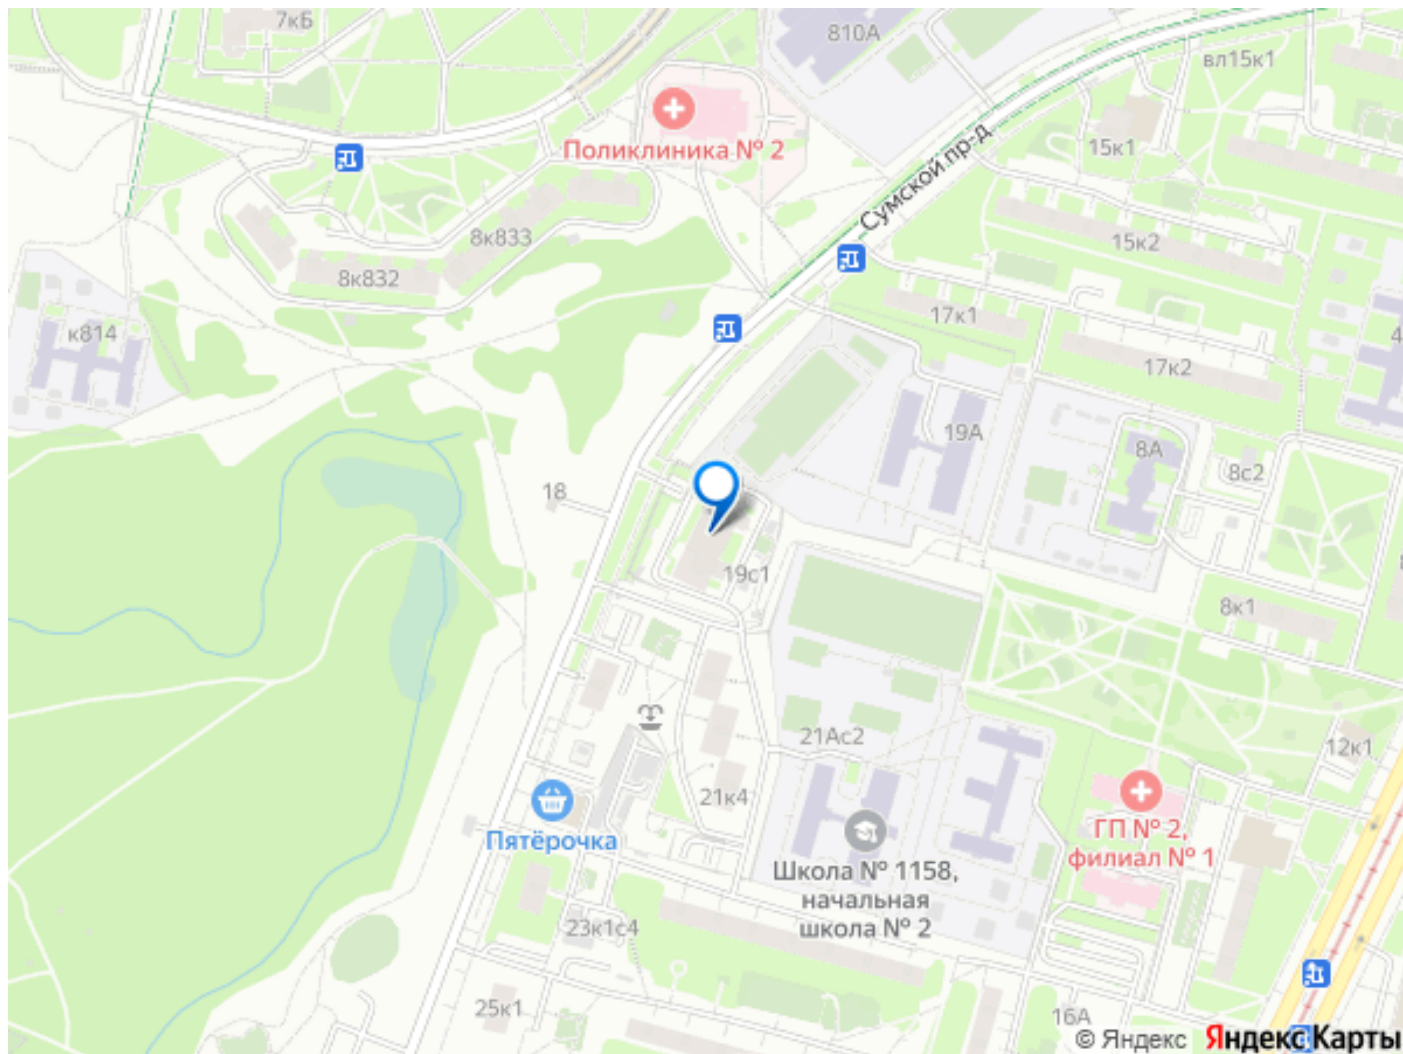 7кБ
810А
вл15к1
Поликлиника № 2
Сумской пр-д
15к1
15к2
8к833
8к832
17к1
к814
17к2
19А
8А
8с2
18
19с1
8к1
21Ас2
12к1
21к4
Пятёрочка
ГП № 2,
филиал № 1
Школа № 1158,
начальная
школа № 2
23к1с4
25к1
16А
© Яндекс Яндекс Карты